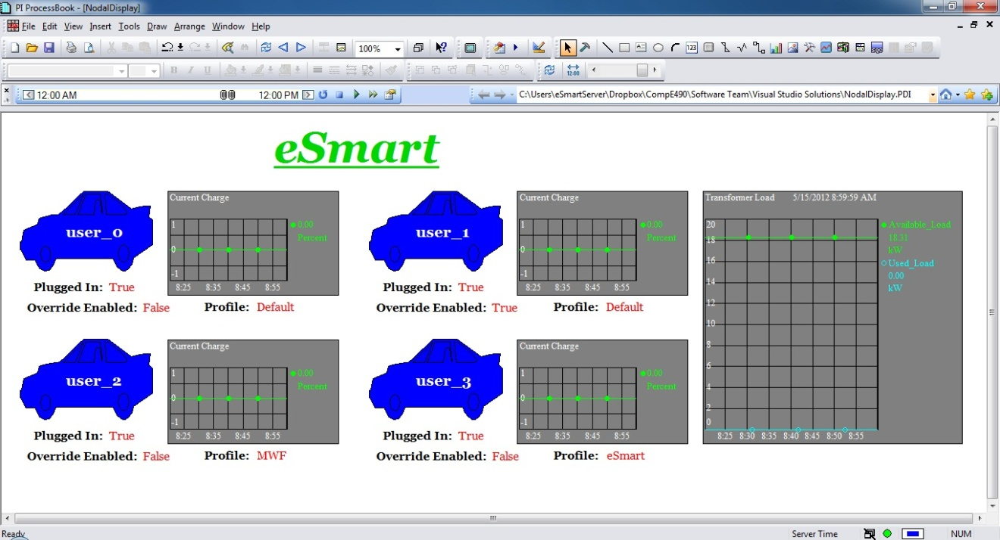 PI ProcessBook - [NodalDisplay]
File Edit View Insert Tools Draw Arrange Window Help
100%
123
B I U
12:00
12:00 AM 12:00 PM C:\Users\eSmartServer\Dropbox\CompE490\Software Team\Visual Studio Solutions\NodalDisplay.PDI
eSmart
user_0
Current Charge
1
0
-1
8:25 8:35 8:45 8:55
0.00
Percent
Plugged In: True
Override Enabled: False Profile: Default
user_1
Current Charge
1
0
-1
8:25 8:35 8:45 8:55
0.00
Percent
Plugged In: True
Override Enabled: True Profile: Default
Transformer Load 5/15/2012 8:59:59 AM
20
18
16
14
12
10
8
6
4
2
0
8:25 8:30 8:35 8:40 8:45 8:50 8:55
Available_Load
18.31
kW
Used_Load
0.00
kW
user_2
Current Charge
1
0
-1
8:25 8:35 8:45 8:55
0.00
Percent
Plugged In: True
Override Enabled: False Profile: MWF
user_3
Current Charge
1
0
-1
8:25 8:35 8:45 8:55
0.00
Percent
Plugged In: True
Override Enabled: False Profile: eSmart
Ready Server Time NUM